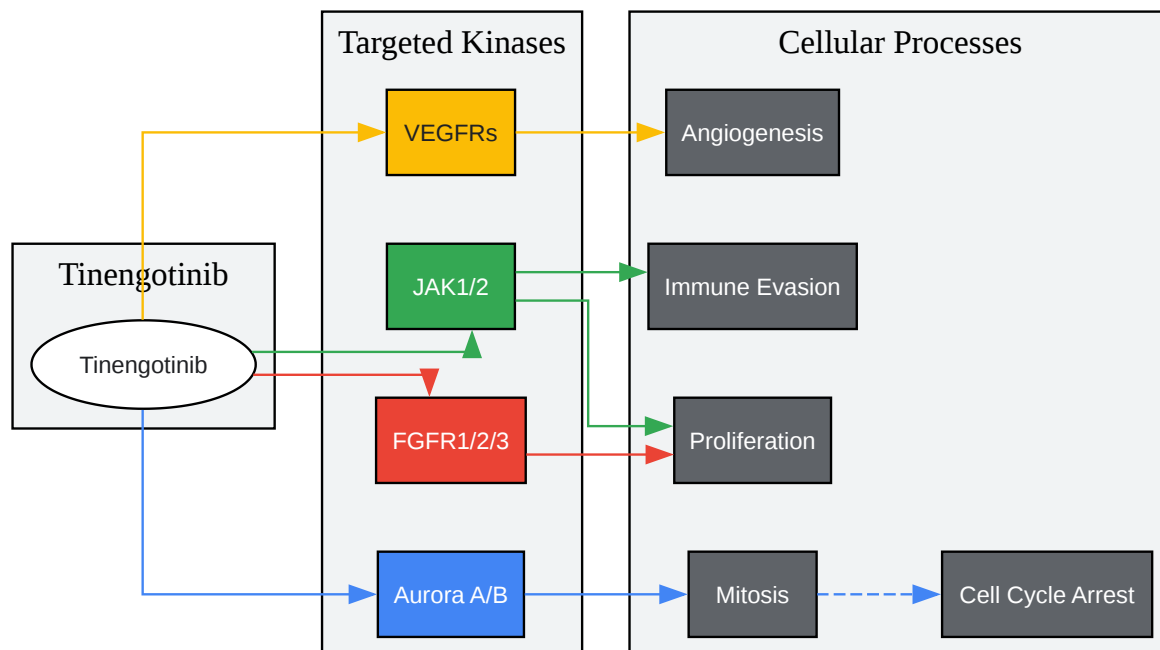 Targeted Kinases
Cellular Processes
VEGFRs
Angiogenesis
Tinengotinib
JAK1/2
Immune Evasion
Tinengotinib
FGFR1/2/3
Proliferation
Aurora A/B
Mitosis
Cell Cycle Arrest